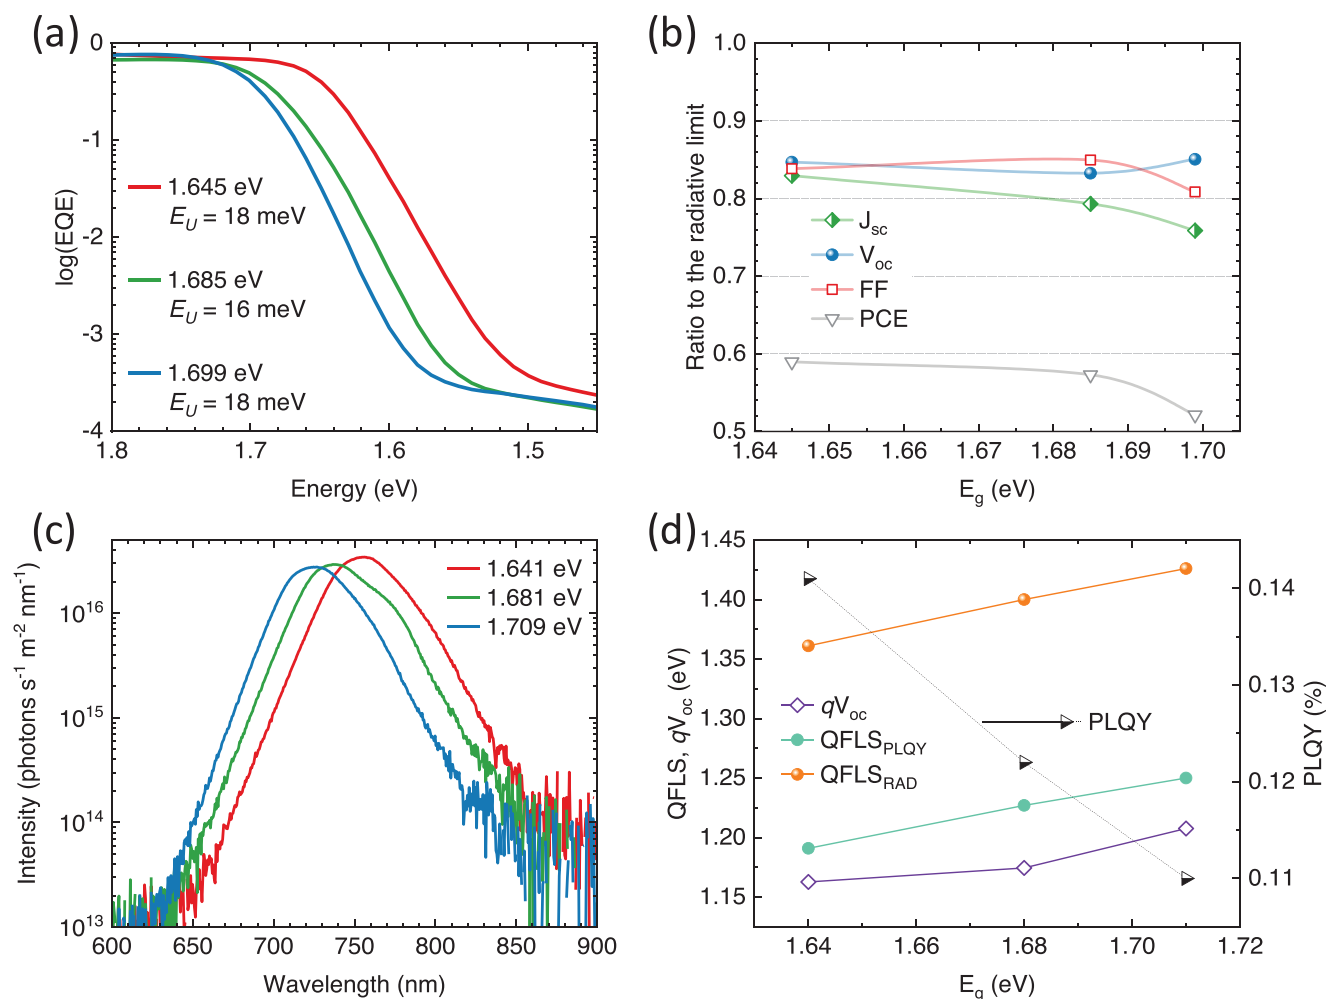 (a)
0
-1
-2
-3
-4
log(EQE)
1.645 eV
E_U = 18 meV
1.685 eV
E_U = 16 meV
1.699 eV
E_U = 18 meV
1.8 1.7 1.6 1.5
Energy (eV)
(b)
1.0
0.9
0.8
0.7
0.6
0.5
Ratio to the radiative limit
J_sc
V_oc
FF
PCE
1.64 1.65 1.66 1.67 1.68 1.69 1.70
E_g (eV)
(c)
10^16
10^15
10^14
10^13
Intensity (photons s^-1 m^-2 nm^-1)
1.641 eV
1.681 eV
1.709 eV
600 650 700 750 800 850 900
Wavelength (nm)
(d)
1.45
1.40
1.35
1.30
1.25
1.20
1.15
QFLS, qV_oc (eV)
qV_oc
QFLS_PLQY
QFLS_RAD
PLQY
0.14
0.13
0.12
0.11
PLQY (%)
1.64 1.66 1.68 1.70 1.72
E_g (eV)